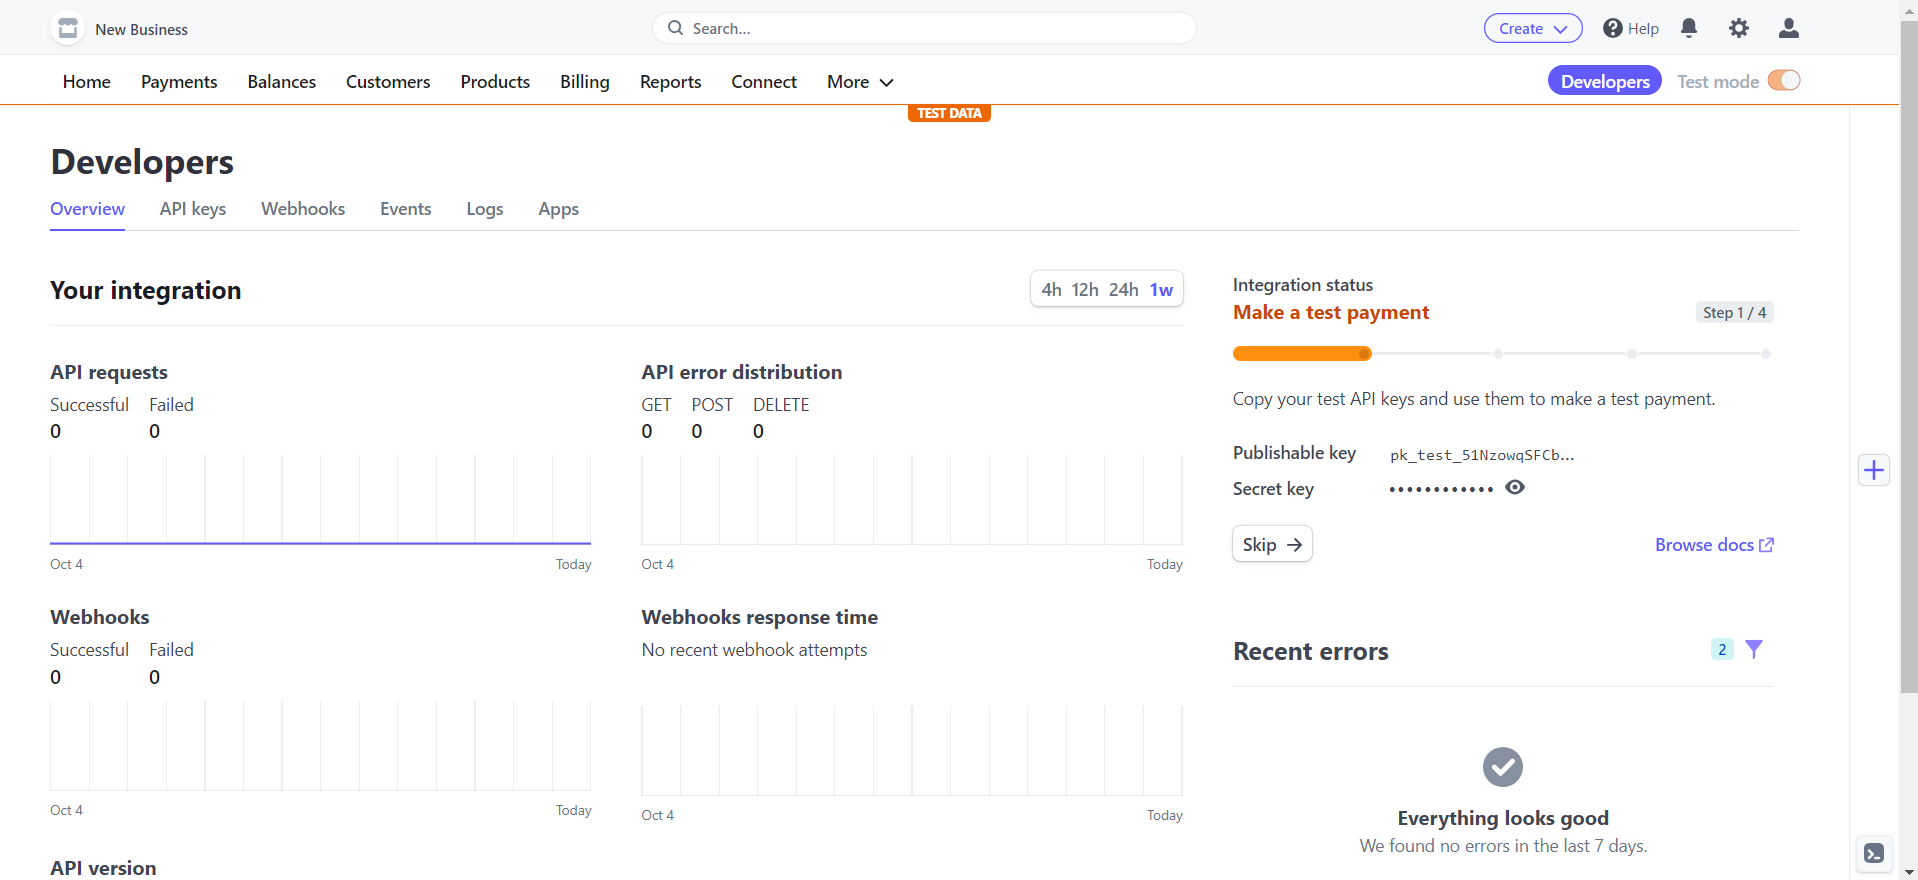 New Business
Search...
Create
Help
Home Payments Balances Customers Products Billing Reports Connect More
Developers Test mode
TEST DATA
Developers
Overview API keys Webhooks Events Logs Apps
Your integration
4h 12h 24h 1w
API requests
Successful Failed
0 0
Oct 4 Today
API error distribution
GET POST DELETE
0 0 0
Oct 4 Today
Webhooks
Successful Failed
0 0
Oct 4 Today
Webhooks response time
No recent webhook attempts
Oct 4 Today
API version
Integration status
Make a test payment
Step 1 / 4
Copy your test API keys and use them to make a test payment.
Publishable key pk_test_51NzowqSFCb...
Secret key ••••••••••••
Skip
Browse docs
Recent errors
2
Everything looks good
We found no errors in the last 7 days.